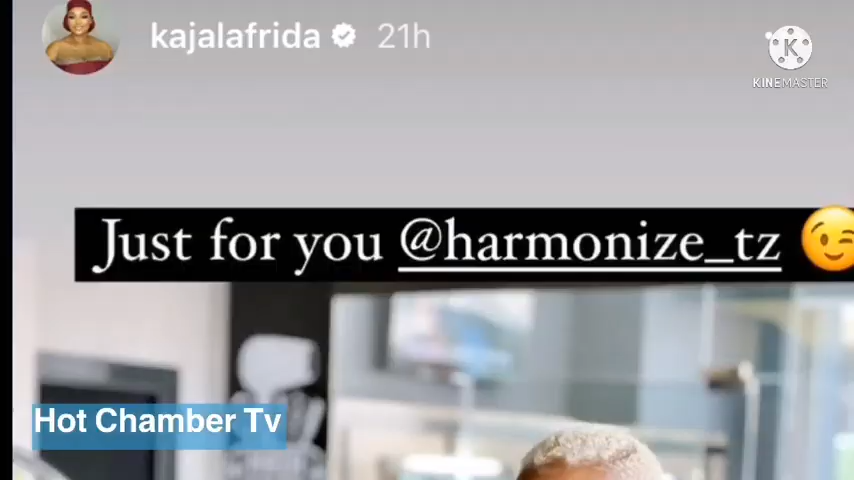 kajalafrida 21h
KINEMASTER
Just for you @harmonize_tz 😉
Hot Chamber Tv